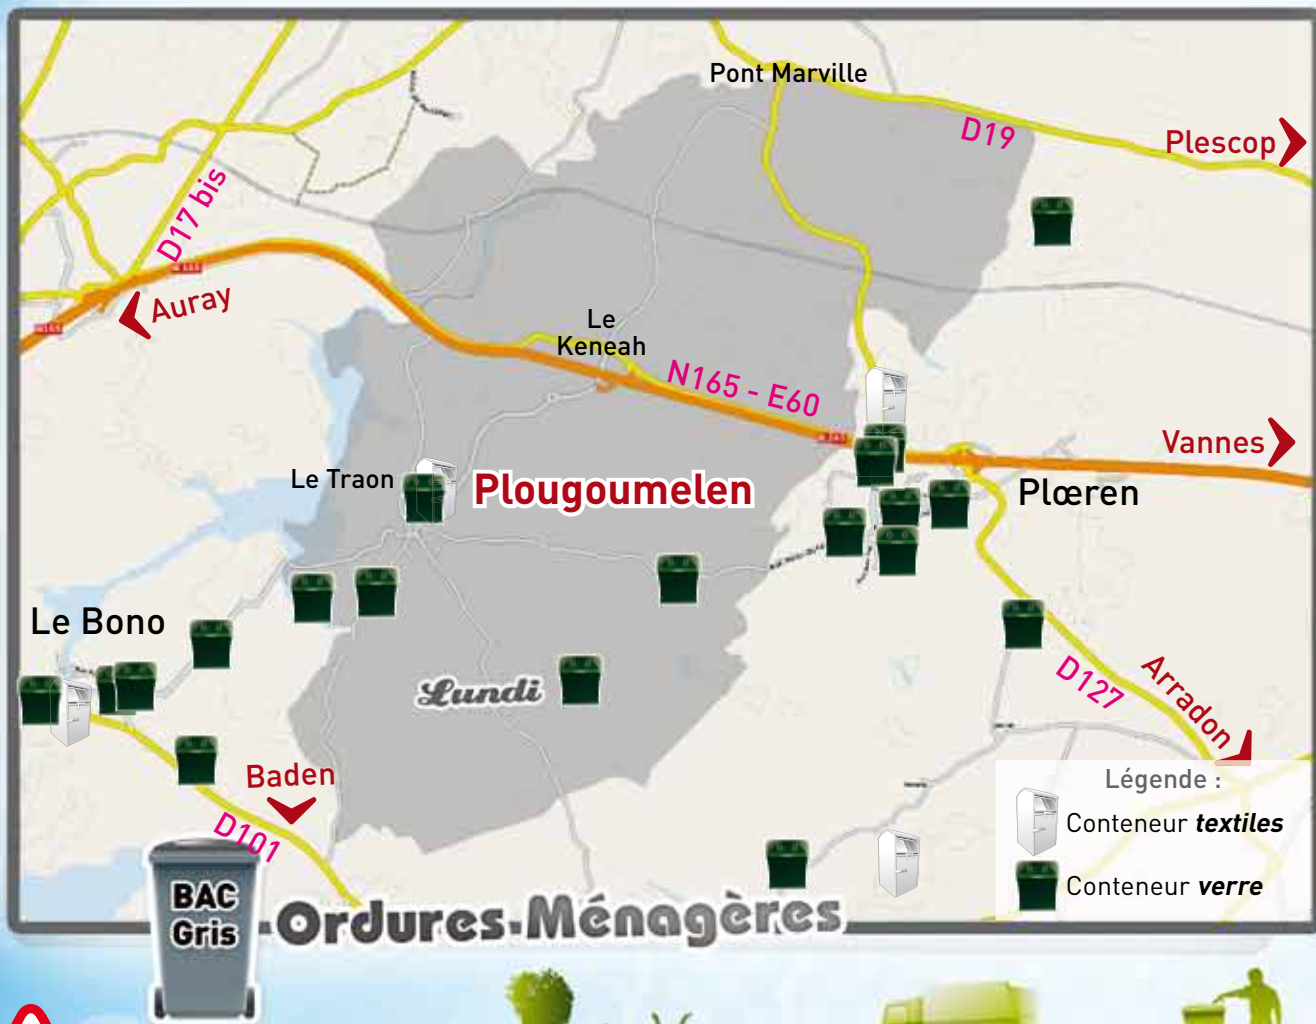 Pont Marville
D19
Plescop
D17 bis
Auray
Le
Keneah
N165 - E60
N165
Vannes
Le Traon
Plougoumelen
Plœren
Le Bono
Lundi
D127
Arradon
Baden
D101
Légende :
Conteneur textiles
Conteneur verre
BAC
Gris
Ordures Ménagères